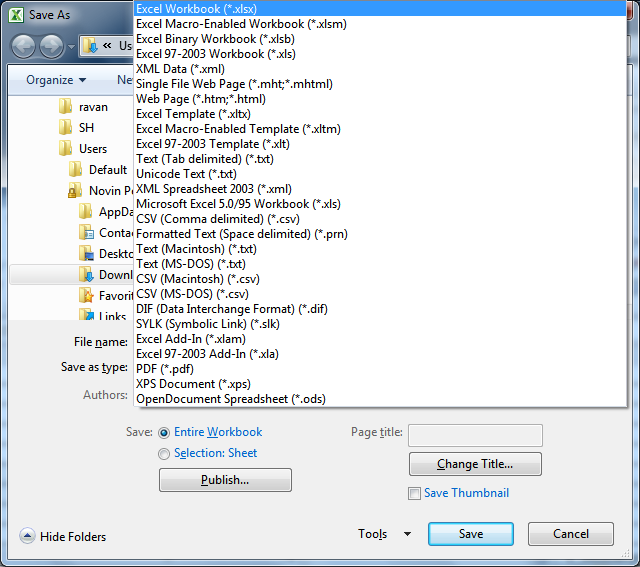 Save As
Us
Organize
Ne
ravan
SH
Users
Default
Novin Po
AppDa
Contac
Deskto
Downl
Favorit
Links
Excel Workbook (*.xlsx)
Excel Macro-Enabled Workbook (*.xlsm)
Excel Binary Workbook (*.xlsb)
Excel 97-2003 Workbook (*.xls)
XML Data (*.xml)
Single File Web Page (*.mht;*.mhtml)
Web Page (*.htm;*.html)
Excel Template (*.xltx)
Excel Macro-Enabled Template (*.xltm)
Excel 97-2003 Template (*.xlt)
Text (Tab delimited) (*.txt)
Unicode Text (*.txt)
XML Spreadsheet 2003 (*.xml)
Microsoft Excel 5.0/95 Workbook (*.xls)
CSV (Comma delimited) (*.csv)
Formatted Text (Space delimited) (*.prn)
Text (Macintosh) (*.txt)
Text (MS-DOS) (*.txt)
CSV (Macintosh) (*.csv)
CSV (MS-DOS) (*.csv)
DIF (Data Interchange Format) (*.dif)
SYLK (Symbolic Link) (*.slk)
Excel Add-In (*.xlam)
Excel 97-2003 Add-In (*.xla)
PDF (*.pdf)
XPS Document (*.xps)
OpenDocument Spreadsheet (*.ods)
File name:
Save as type:
Authors:
Save: Entire Workbook
Selection: Sheet
Publish...
Page title:
Change Title...
Save Thumbnail
Hide Folders
Tools
Save
Cancel